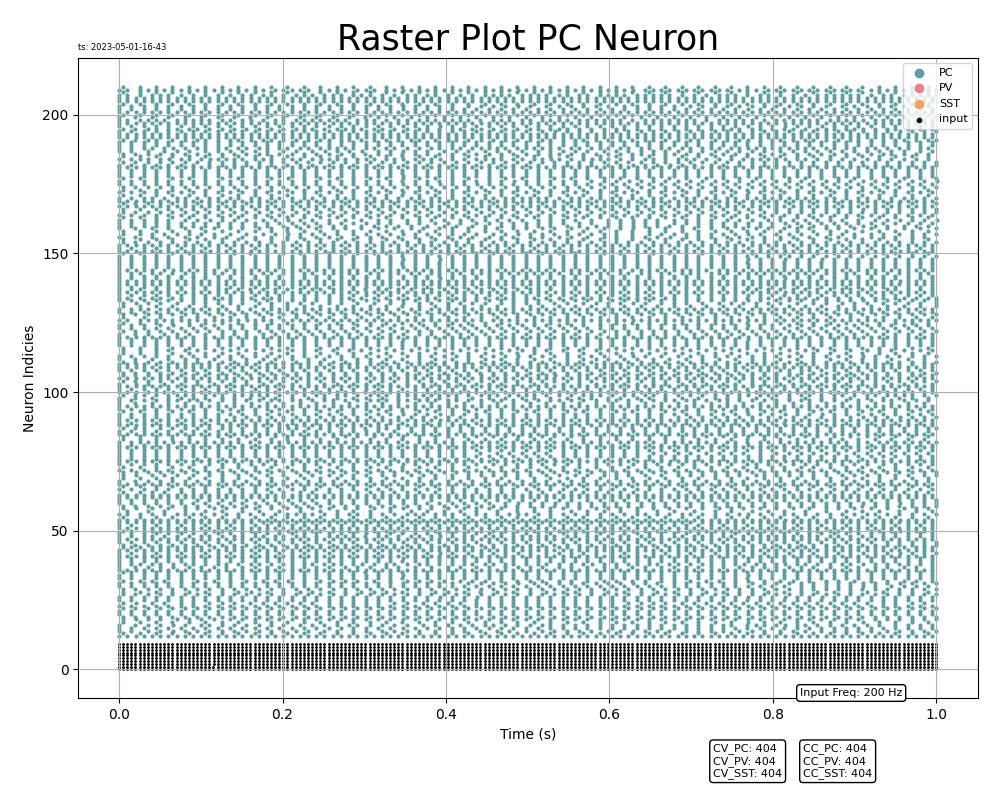 Raster Plot PC Neuron
ts: 2023-05-01-16-43
PC
PV
SST
input
200
150
100
50
0
Neuron Indicies
0.0
0.2
0.4
0.6
0.8
1.0
Time (s)
Input Freq: 200 Hz
CV_PC: 404
CV_PV: 404
CV_SST: 404
CC_PC: 404
CC_PV: 404
CC_SST: 404